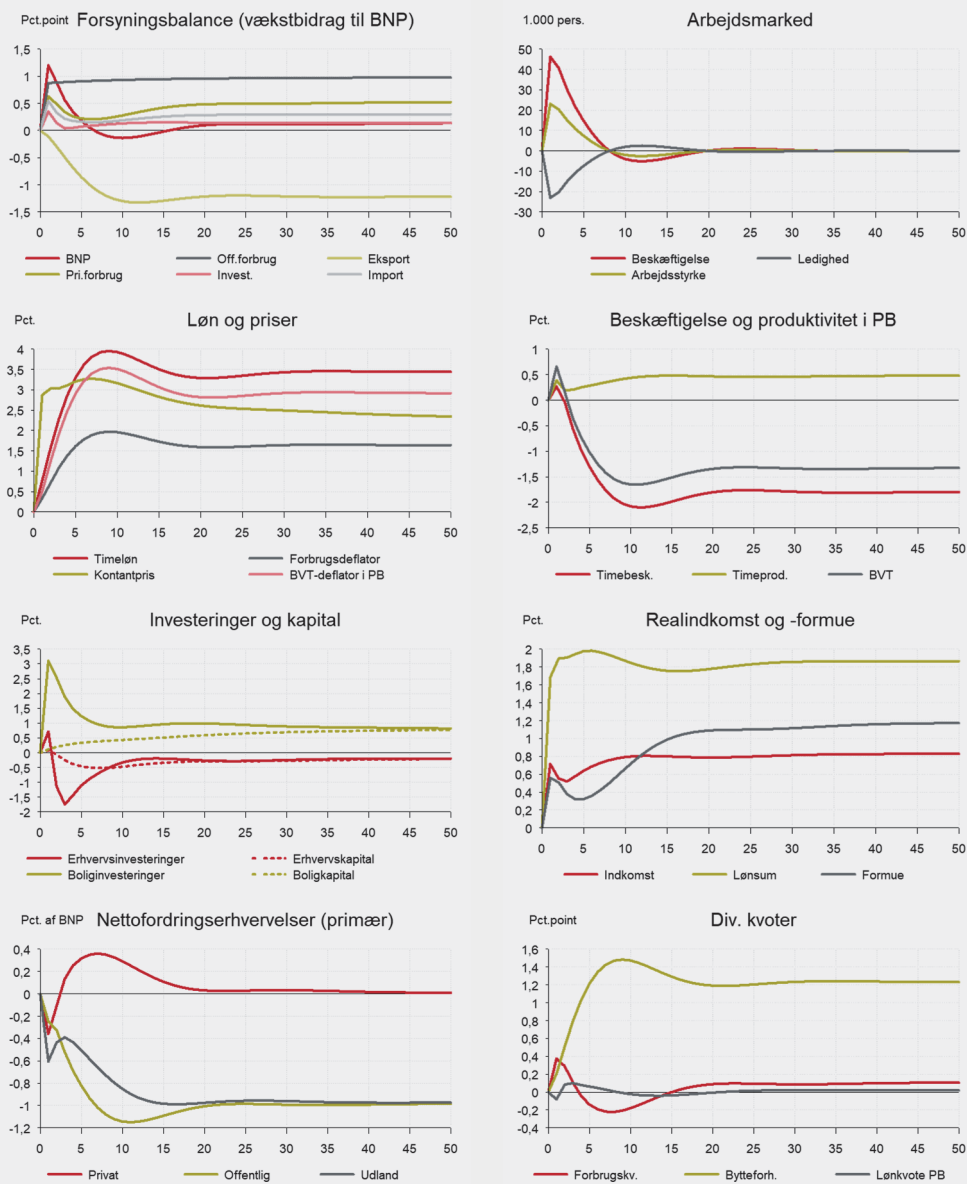 Pct.point Forsyningsbalance (vækstbidrag til BNP)
1,5
1
0,5
0
-0,5
-1
-1,5
0 5 10 15 20 25 30 35 40 45 50
BNP Off.forbrug Eksport
Pri.forbrug Invest. Import
1.000 pers. Arbejdsmarked
50
40
30
20
10
0
-10
-20
-30
0 5 10 15 20 25 30 35 40 45 50
Beskæftigelse Ledighed
Arbejdsstyrke
Pct. Løn og priser
4
3,5
3
2,5
2
1,5
1
0,5
0
0 5 10 15 20 25 30 35 40 45 50
Timeløn Forbrugsdeflator
Kontantpris BVT-deflator i PB
Pct. Beskæftigelse og produktivitet i PB
1
0,5
0
-0,5
-1
-1,5
-2
-2,5
0 5 10 15 20 25 30 35 40 45 50
Timebesk. Timeprod. BVT
Pct. Investeringer og kapital
3,5
3
2,5
2
1,5
1
0,5
0
-0,5
-1
-1,5
-2
0 5 10 15 20 25 30 35 40 45 50
Erhvervsinvesteringer Erhvervskapital
Boliginvesteringer Boligkapital
Pct. Realindkomst og -formue
2
1,8
1,6
1,4
1,2
1
0,8
0,6
0,4
0,2
0
0 5 10 15 20 25 30 35 40 45 50
Indkomst Lønsum Formue
Pct. af BNP Nettofordringserhvervelser (primær)
0,4
0,2
0
-0,2
-0,4
-0,6
-0,8
-1
-1,2
0 5 10 15 20 25 30 35 40 45 50
Privat Offentlig Udland
Pct.point Div. kvoter
1,6
1,4
1,2
1
0,8
0,6
0,4
0,2
0
-0,2
-0,4
0 5 10 15 20 25 30 35 40 45 50
Forbrugskv. Bytteforh. Lønkvote PB